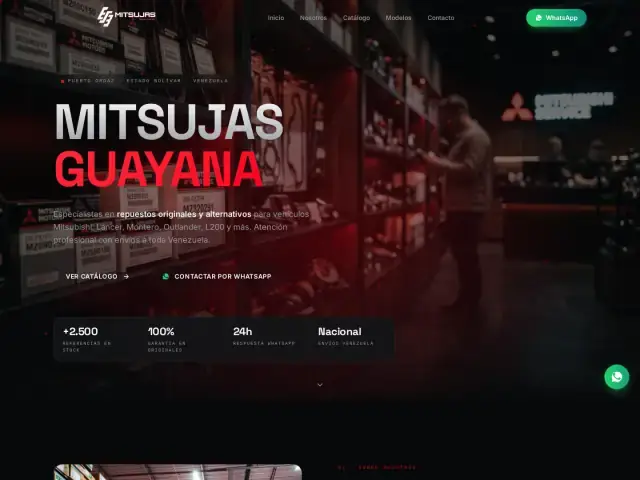 MITSUJAS
Inicio
Nosotros
Catálogo
Modelos
Contacto
WhatsApp
PUERTO ORDAZ
ESTADO BOLÍVAR
VENEZUELA
MITSUJAS
GUAYANA
Especialistas en repuestos originales y alternativos para vehículos
Mitsubishi: Lancer, Montero, Outlander, L200 y más. Atención
profesional con envíos a toda Venezuela.
VER CATÁLOGO →
CONTACTAR POR WHATSAPP
+2.500
REFERENCIAS EN
STOCK
100%
GARANTÍA EN
ORIGINALES
24h
RESPUESTA WHATSAPP
Nacional
ENVÍOS VENEZUELA
MITSUBISHI
SERVICE